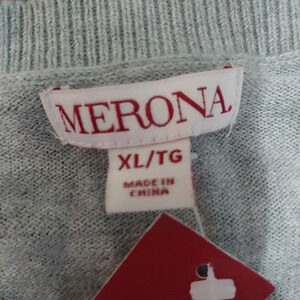 MERONA.
XL/TG
MADE IN
CHINA